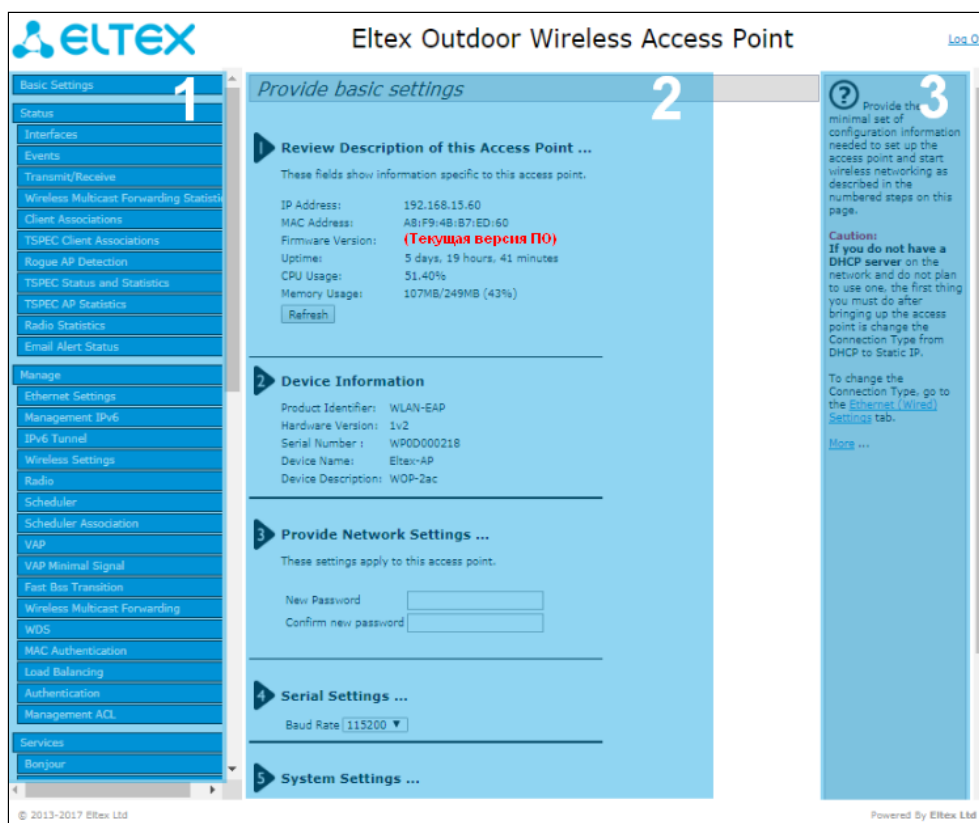 ELTEX
Eltex Outdoor Wireless Access Point
Log O
1
Basic Settings
Status
Interfaces
Events
Transmit/Receive
Wireless Multicast Forwarding Statisti
Client Associations
TSPEC Client Associations
Rogue AP Detection
TSPEC Status and Statistics
TSPEC AP Statistics
Radio Statistics
Email Alert Status
Manage
Ethernet Settings
Management IPv6
IPv6 Tunnel
Wireless Settings
Radio
Scheduler
Scheduler Association
VAP
VAP Minimal Signal
Fast Bss Transition
Wireless Multicast Forwarding
WDS
MAC Authentication
Load Balancing
Authentication
Management ACL
Services
Bonjour
2
Provide basic settings
1 Review Description of this Access Point ...
These fields show information specific to this access point.
IP Address: 192.168.15.60
MAC Address: A8:F9:4B:B7:ED:60
Firmware Version: (Текущая версия ПО)
Uptime: 5 days, 19 hours, 41 minutes
CPU Usage: 51.40%
Memory Usage: 107MB/249MB (43%)
Refresh
2 Device Information
Product Identifier: WLAN-EAP
Hardware Version: 1v2
Serial Number : WP0D000218
Device Name: Eltex-AP
Device Description: WOP-2ac
3 Provide Network Settings ...
These settings apply to this access point.
New Password
Confirm new password
4 Serial Settings ...
Baud Rate 115200
5 System Settings ...
3
? Provide the
minimal set of
configuration information
needed to set up the
access point and start
wireless networking as
described in the
numbered steps on this
page.
Caution:
If you do not have a
DHCP server on the
network and do not plan
to use one, the first thing
you must do after
bringing up the access
point is change the
Connection Type from
DHCP to Static IP.
To change the
Connection Type, go to
the Ethernet (Wired)
Settings tab.
More ...
© 2013-2017 Eltex Ltd
Powered By Eltex Ltd